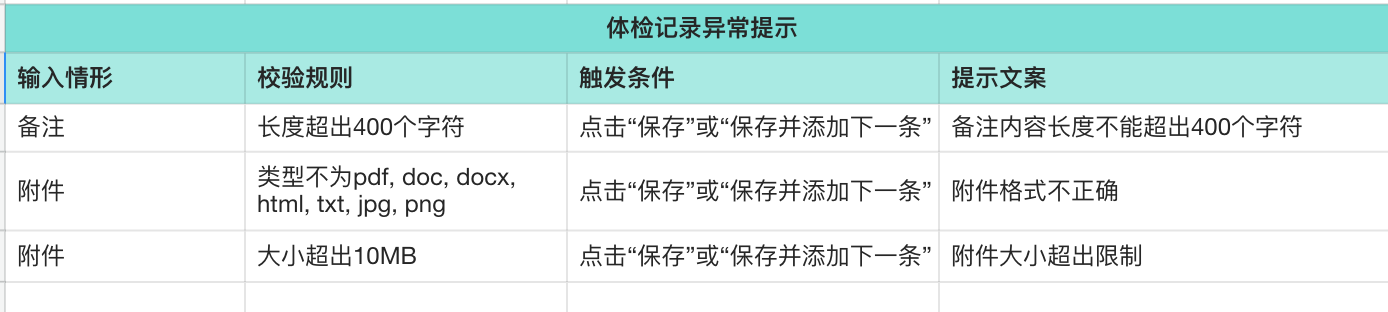 体检记录异常提示
输入情形 校验规则 触发条件 提示文案
备注 长度超出400个字符 点击“保存”或“保存并添加下一条” 备注内容长度不能超出400个字符
附件 类型不为pdf, doc, docx, html, txt, jpg, png 点击“保存”或“保存并添加下一条” 附件格式不正确
附件 大小超出10MB 点击“保存”或“保存并添加下一条” 附件大小超出限制